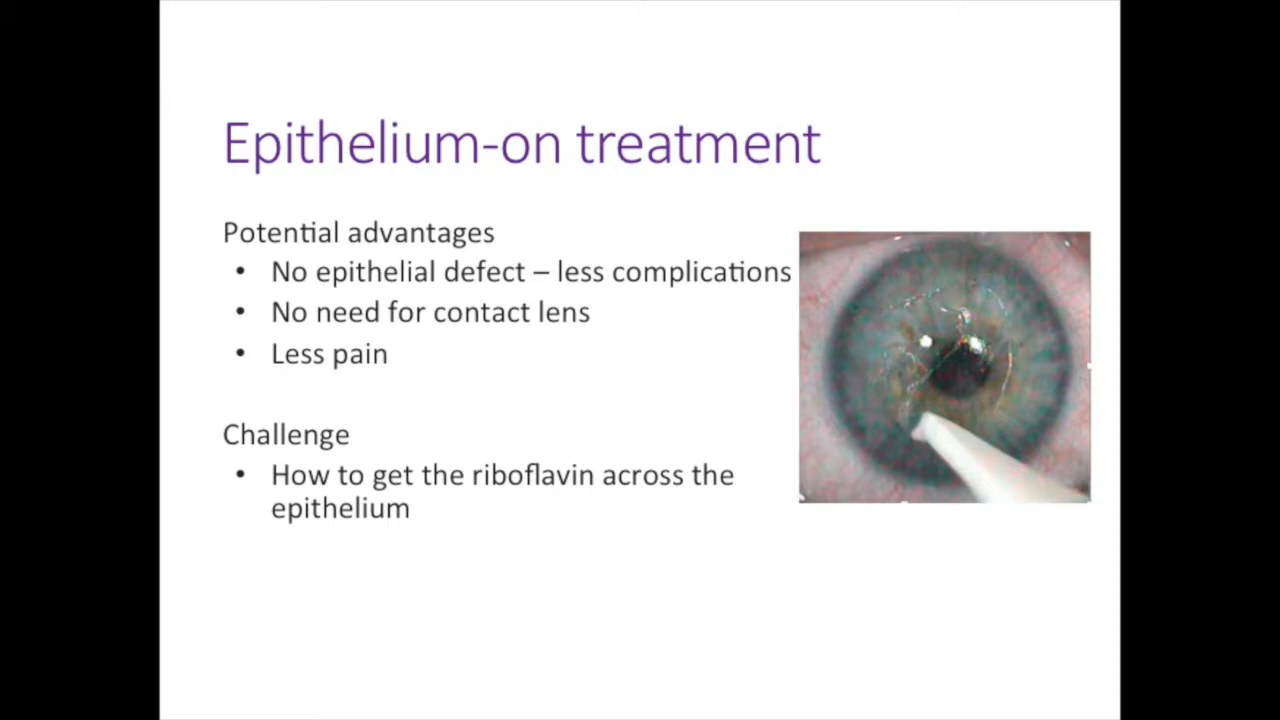 Epithelium-on treatment
Potential advantages
• No epithelial defect – less complications
• No need for contact lens
• Less pain
Challenge
• How to get the riboflavin across the
epithelium